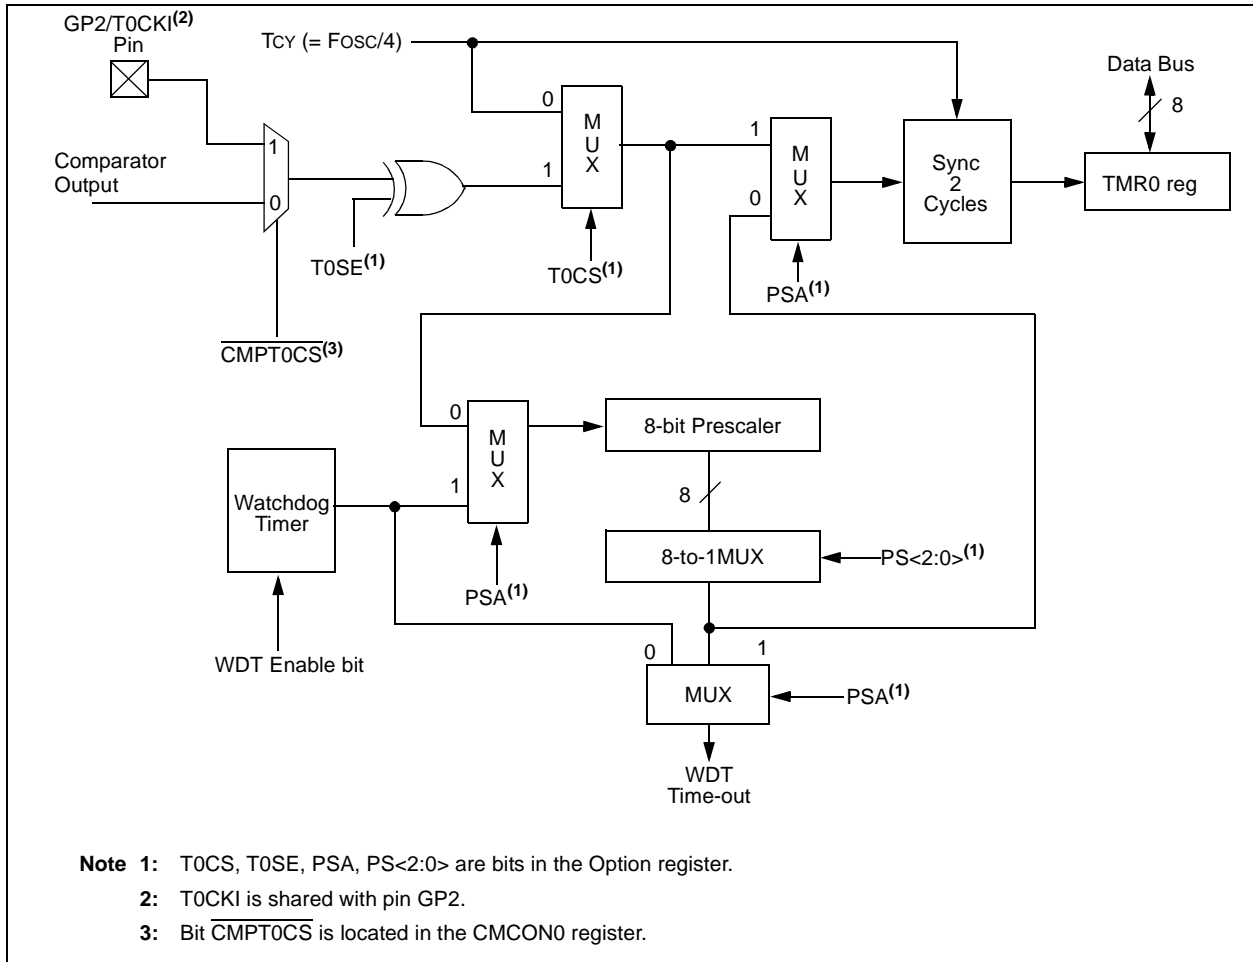 GP2/T0CKI(2)
Pin
TCY (= FOSC/4)
Data Bus
8
0
M
U
X
1
1
M
U
X
0
Sync
2
Cycles
TMR0 reg
1
Comparator
Output
0
T0SE(1)
T0CS(1)
PSA(1)
CMPT0CS(3)
0
M
U
X
1
8-bit Prescaler
Watchdog
Timer
8
8-to-1MUX
PS<2:0>(1)
PSA(1)
WDT Enable bit
0
1
MUX
PSA(1)
WDT
Time-out
Note 1: T0CS, T0SE, PSA, PS<2:0> are bits in the Option register.
2: T0CKI is shared with pin GP2.
3: Bit CMPT0CS is located in the CMCON0 register.